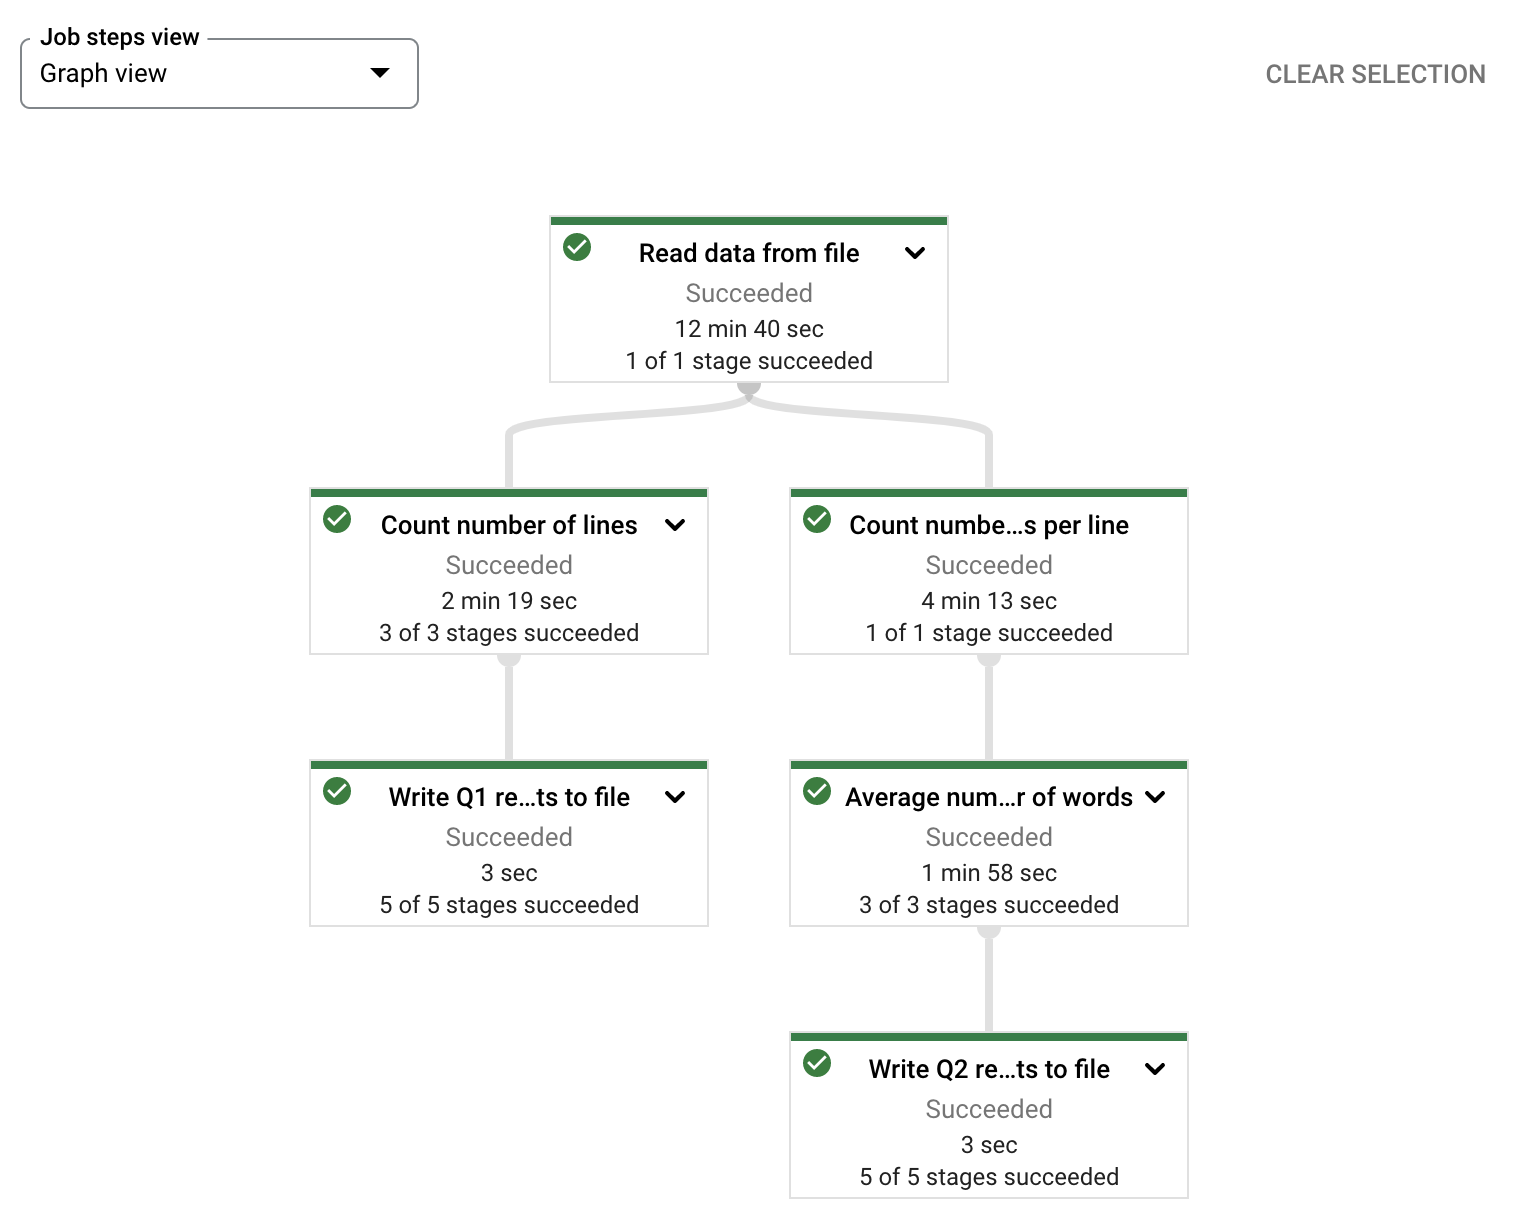 Job steps view
Graph view
CLEAR SELECTION
Read data from file
Succeeded
12 min 40 sec
1 of 1 stage succeeded
Count number of lines
Succeeded
2 min 19 sec
3 of 3 stages succeeded
Count numbe...s per line
Succeeded
4 min 13 sec
1 of 1 stage succeeded
Write Q1 re...ts to file
Succeeded
3 sec
5 of 5 stages succeeded
Average num...r of words
Succeeded
1 min 58 sec
3 of 3 stages succeeded
Write Q2 re...ts to file
Succeeded
3 sec
5 of 5 stages succeeded